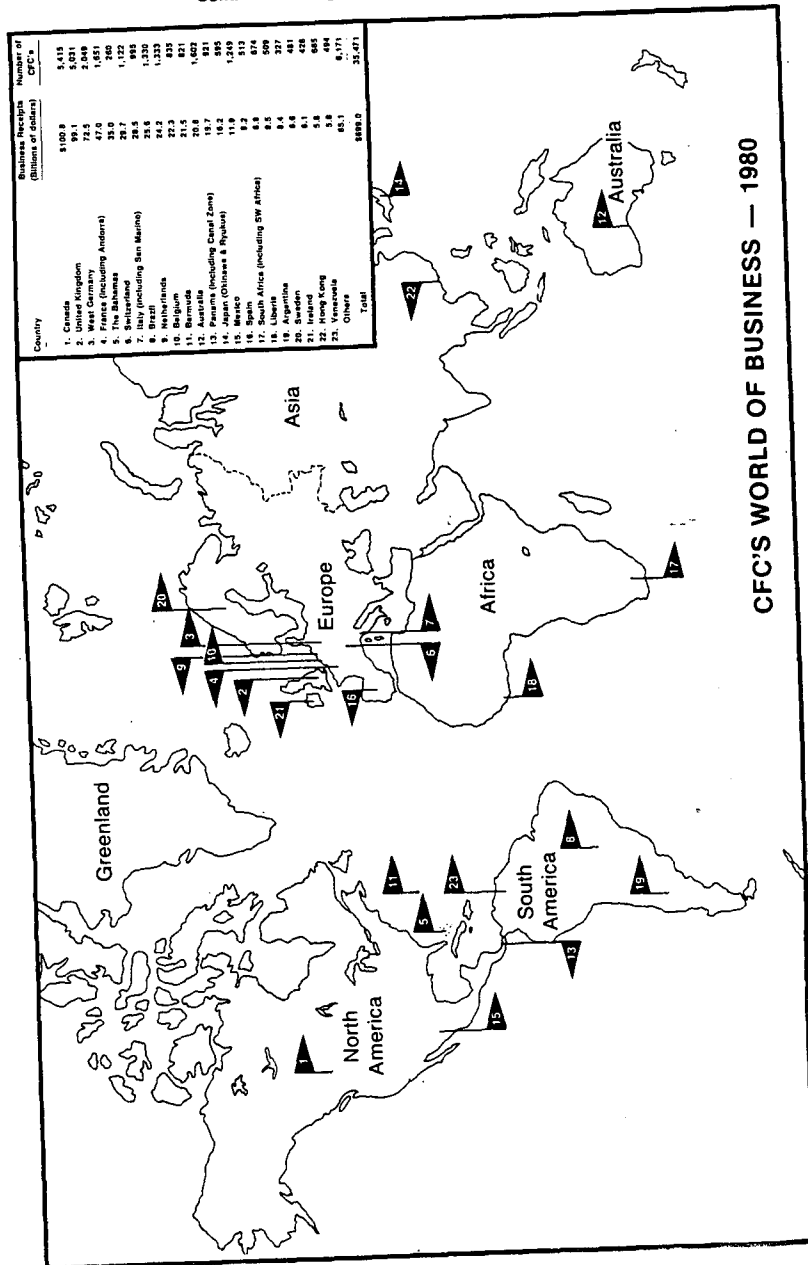 Country Business Receipts (Billions of dollars) Number of CFC's
1. Canada $100.8 5,415
2. United Kingdom 99.1 5,031
3. West Germany 72.5 2,049
4. France (including Andorra) 47.0 1,651
5. The Bahamas 35.0 260
6. Switzerland 29.7 1,122
7. Italy (including San Marino) 28.5 995
8. Brazil 25.6 1,330
9. Netherlands 24.2 1,333
10. Belgium 22.3 835
11. Bermuda 21.5 821
12. Australia 20.8 1,602
13. Panama (including Canal Zone) 19.7 921
14. Japan (Okinawa & Ryukus) 16.2 595
15. Mexico 11.9 1,249
16. Spain 9.2 513
17. South Africa (including SW Africa) 8.8 674
18. Liberia 8.5 509
19. Argentina 8.4 327
20. Sweden 6.6 481
21. Ireland 6.1 428
22. Hong Kong 5.8 665
23. Venezuela 5.8 494
Others 65.1 6,171
Total $699.0 35,471
Greenland
20
3
9
10
4
2
21
Europe
Asia
16
7
6
1
North
America
11
5
23
15
South
America
13
8
19
Africa
18
17
22
14
12
Australia
CFC'S WORLD OF BUSINESS — 1980